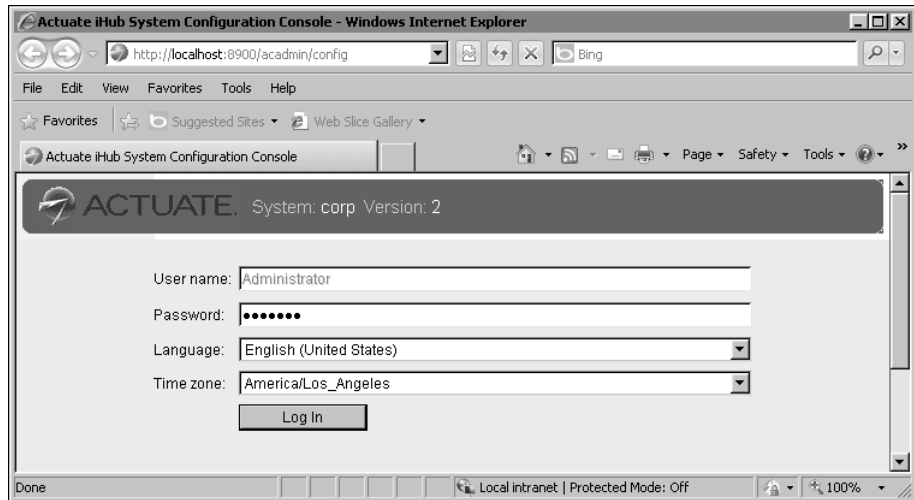 Actuate iHub System Configuration Console - Windows Internet Explorer
http://localhost:8900/acadmin/config
Bing
File Edit View Favorites Tools Help
Favorites Suggested Sites Web Slice Gallery
Actuate iHub System Configuration Console Page Safety Tools »
ACTUATE. System: corp Version: 2
User name: Administrator
Password: •••••••
Language: English (United States)
Time zone: America/Los_Angeles
Log In
Done Local intranet | Protected Mode: Off 100%